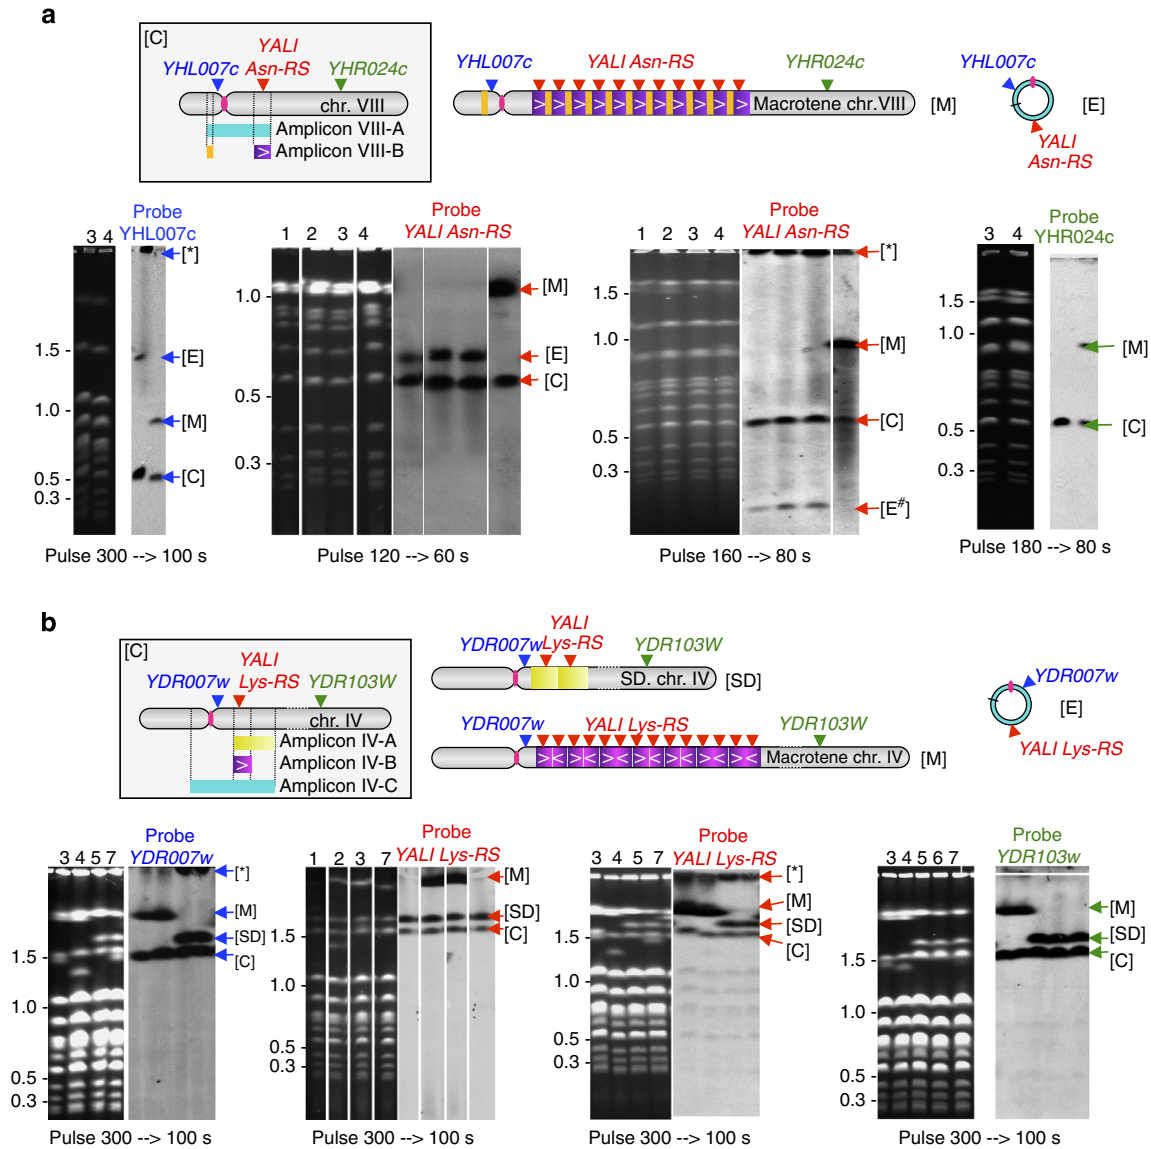 a
[C]
YALI
Asn-RS
YHL007c
YHR024c
chr. VIII
Amplicon VIII-A
> Amplicon VIII-B
YHL007c
YALI Asn-RS
YHR024c
> > > > > > > > > > > Macrotene chr.VIII
[M]
YHL007c
[E]
YALI
Asn-RS
Probe
YHL007c
3 4
[*]
1.5 -
[E]
1.0 -
[M]
0.5 -
[C]
0.3 -
Pulse 300 --> 100 s
Probe
YALI Asn-RS
1 2 3 4
1.0 -
[M]
[E]
0.5 -
[C]
0.3 -
Pulse 120 --> 60 s
Probe
YALI Asn-RS
1 2 3 4
[*]
1.5 -
1.0 -
[M]
0.5 -
[C]
0.3 -
[E#]
Pulse 160 --> 80 s
Probe
YHR024c
3 4
1.5 -
1.0 -
[M]
0.5 -
[C]
0.3 -
Pulse 180 --> 80 s
b
[C]
YALI
Lys-RS
YDR007w
YDR103W
chr. IV
Amplicon IV-A
> Amplicon IV-B
Amplicon IV-C
YALI
Lys-RS
YDR007w
YDR103W
SD. chr. IV
[SD]
YDR007w
YALI Lys-RS
YDR103W
>< >< >< >< >< >< >< Macrotene chr. IV
[M]
YDR007w
[E]
YALI Lys-RS
Probe
YDR007w
3 4 5 7
[*]
[M]
[SD]
1.5 -
[C]
1.0 -
0.5 -
0.3 -
Pulse 300 --> 100 s
Probe
YALI Lys-RS
1 2 3 7
[M]
[SD]
1.5 -
[C]
1.0 -
0.5 -
0.3 -
Pulse 300 --> 100 s
Probe
YALI Lys-RS
3 4 5 7
[*]
[M]
[SD]
1.5 -
[C]
1.0 -
0.5 -
0.3 -
Pulse 300 --> 100 s
Probe
YDR103w
3 4 5 6 7
[M]
[SD]
1.5 -
[C]
1.0 -
0.5 -
0.3 -
Pulse 300 --> 100 s